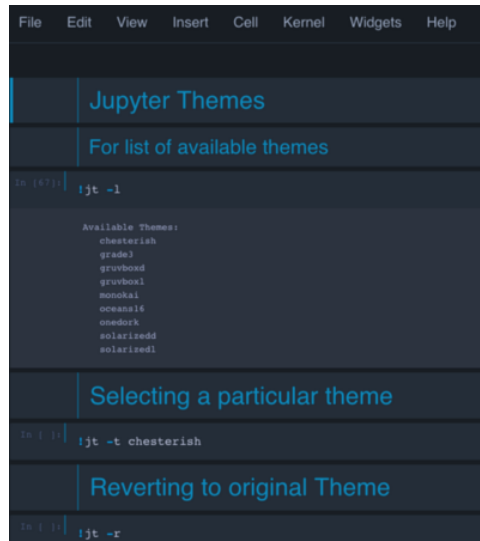 File Edit View Insert Cell Kernel Widgets Help
Jupyter Themes
For list of available themes
In [67]: !jt -l
Available Themes:
chesterish
grade3
gruvboxd
gruvboxl
monokai
oceans16
onedork
solarizedd
solarizedl
Selecting a particular theme
In [ ]: !jt -t chesterish
Reverting to original Theme
In [ ]: !jt -r